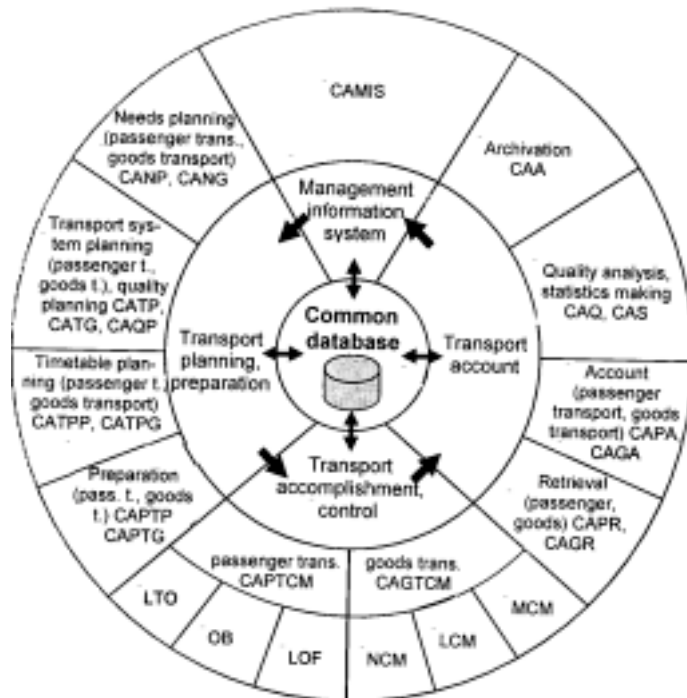 CAMIS
Needs planning
(passenger trans.,
goods transport)
CANP, CANG
Archivation
CAA
Management
information
system
Transport sys-
tem planning
(passenger t.,
goods t.), quality
planning CATP,
CATG, CAQP
Quality analysis,
statistics making
CAQ, CAS
Common
database
Transport
planning,
preparation
Transport
account
Timetable plan-
ning (passenger t.,
goods transport)
CATPP, CATPG
Account
(passenger
transport, goods
transport) CAPA,
CAGA
Preparation
(pass. t., goods
t.) CAPTP
CAPTG
Transport
accomplishment,
control
Retrieval
(passenger,
goods) CAPR,
CAGR
passenger trans.
CAPTCM
goods trans.
CAGTCM
LTO
OB
LOF
NCM
LCM
MCM